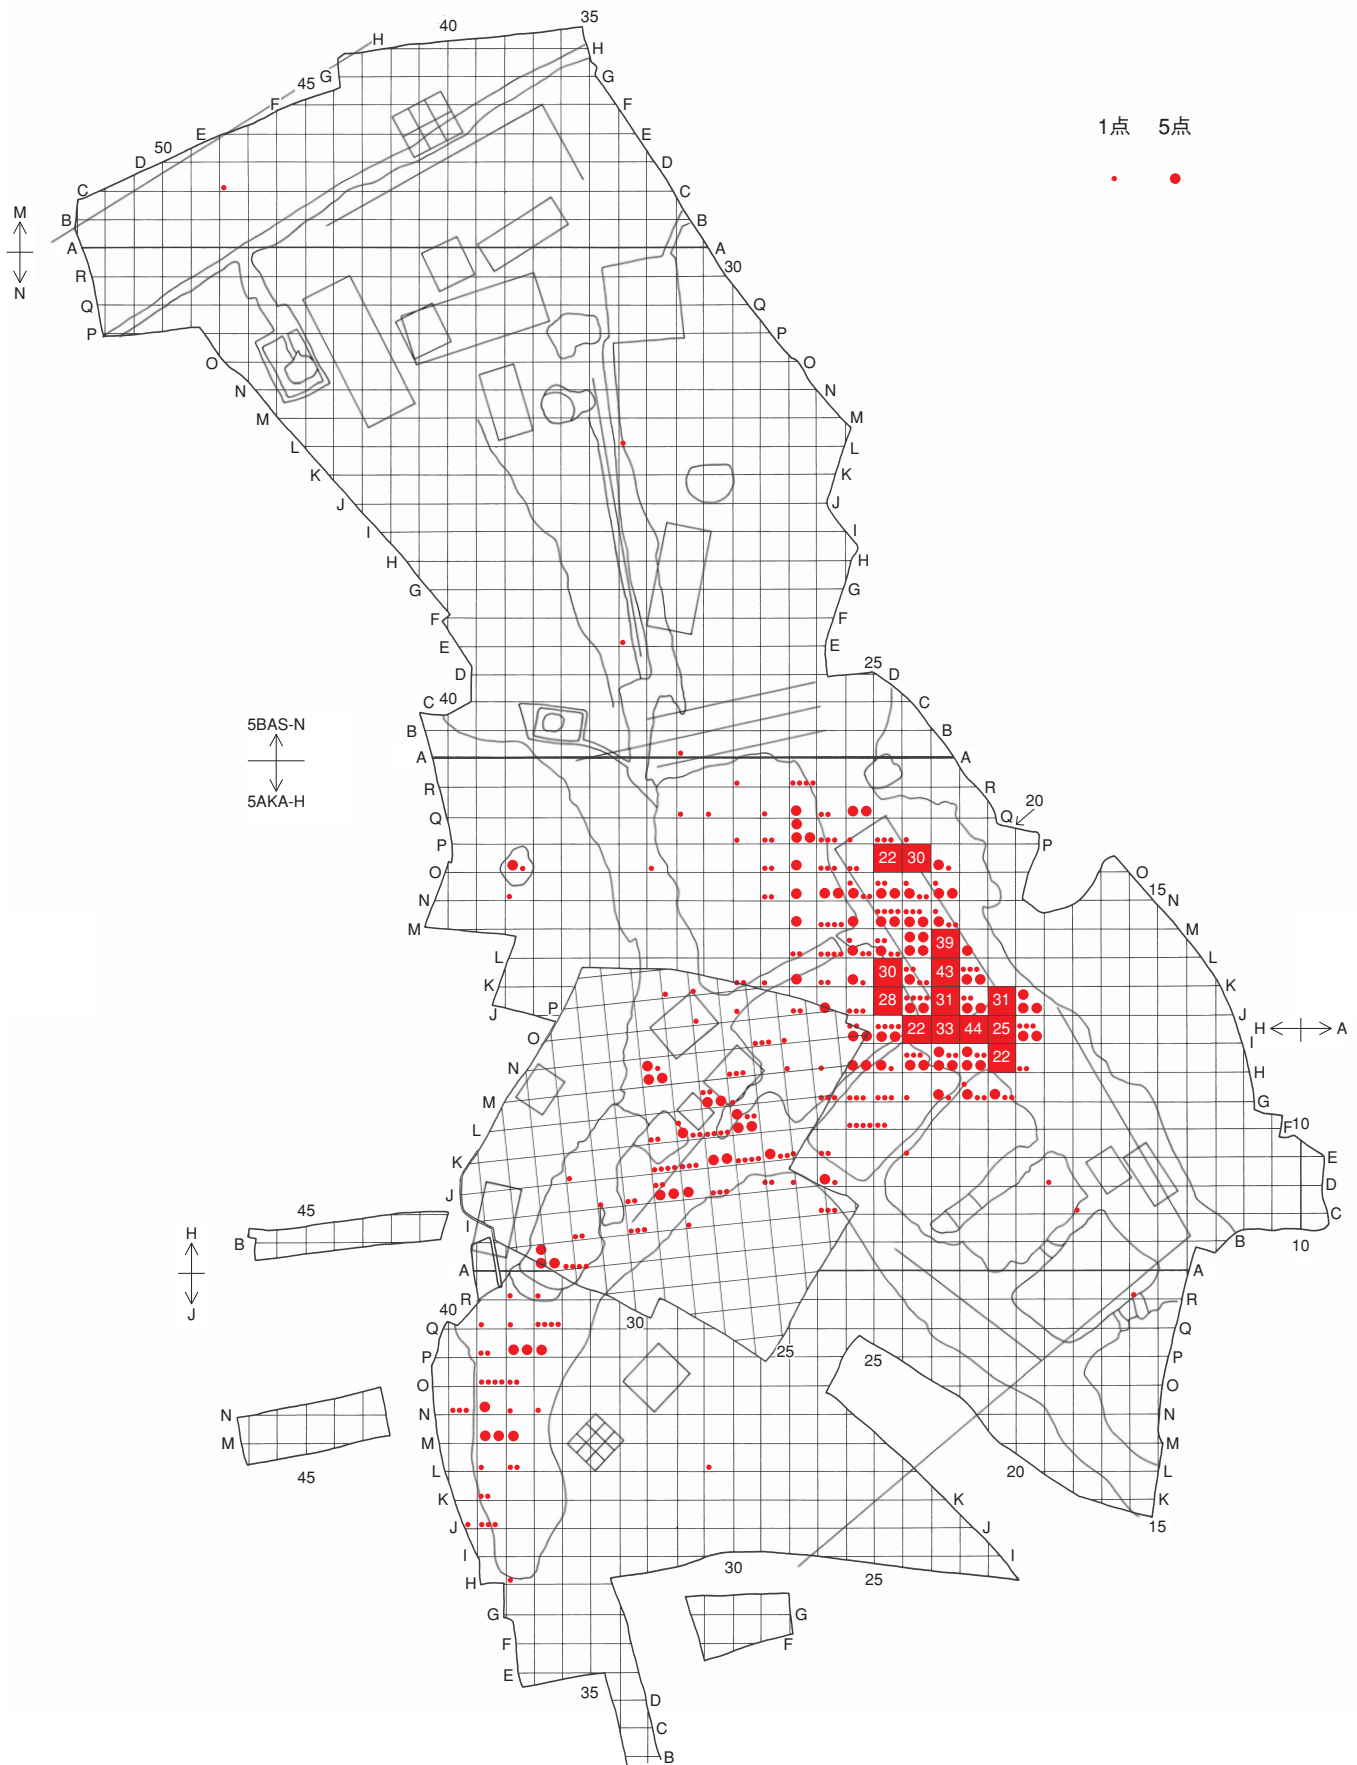 35
40
H
H
1点 5点
G
G
45
F
F
E
E
50
D
D
C
C
M
B
B
A
A
30
N
R
Q
Q
P
P
O
O
N
N
M
M
L
L
K
K
J
J
I
I
H
H
G
G
F
F
E
E
25
D
D
C 40
C
5BAS-N
B
B
A
A
5AKA-H
R
R
Q
Q 20
P
P
22 30
O
O
15
N
N
M
M
39
L
L
30 43
K
K
28 31 31
J
P
J
22 33 44 25
H A
O
I
22
N
H
M
G
L
F 10
K
E
J
D
45
I
C
H
B
B
10
A
A
J
R
R
40
30
Q
Q
25
P
25
P
O
O
N
N
N
M
M
M
45
L
20
L
K
K
K
J
J
15
I
I
30
25
H
G
G
F
F
E
35
D
C
B